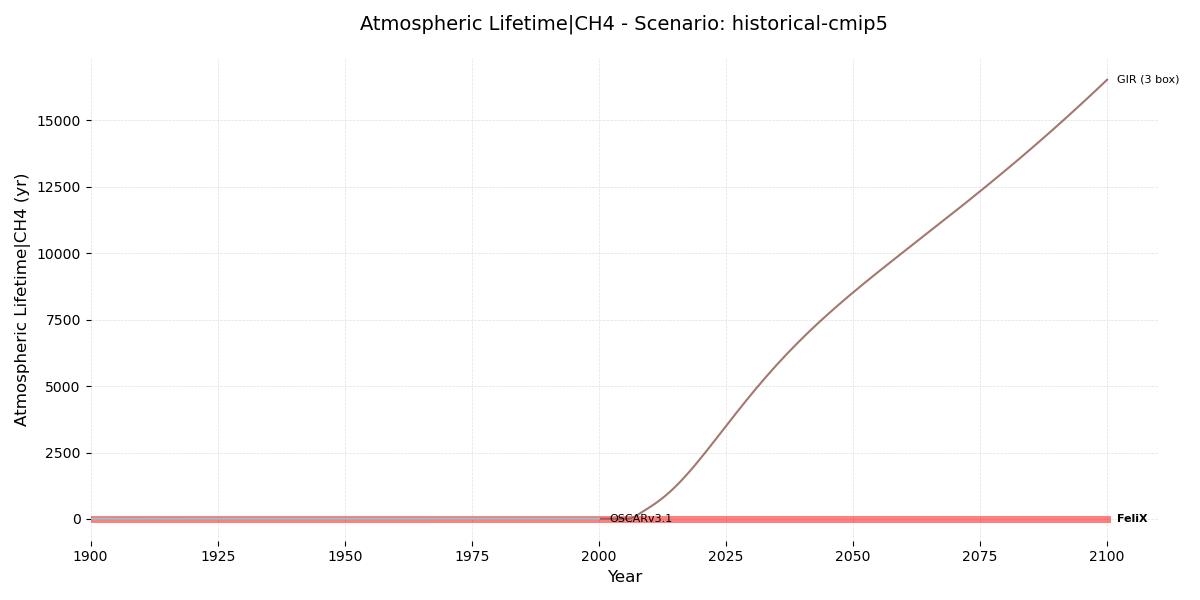 Atmospheric Lifetime|CH4 - Scenario: historical-cmip5
Atmospheric Lifetime|CH4 (yr)
15000
12500
10000
7500
5000
2500
0
GIR (3 box)
OSCARv3.1
FeliX
1900
1925
1950
1975
2000
2025
2050
2075
2100
Year